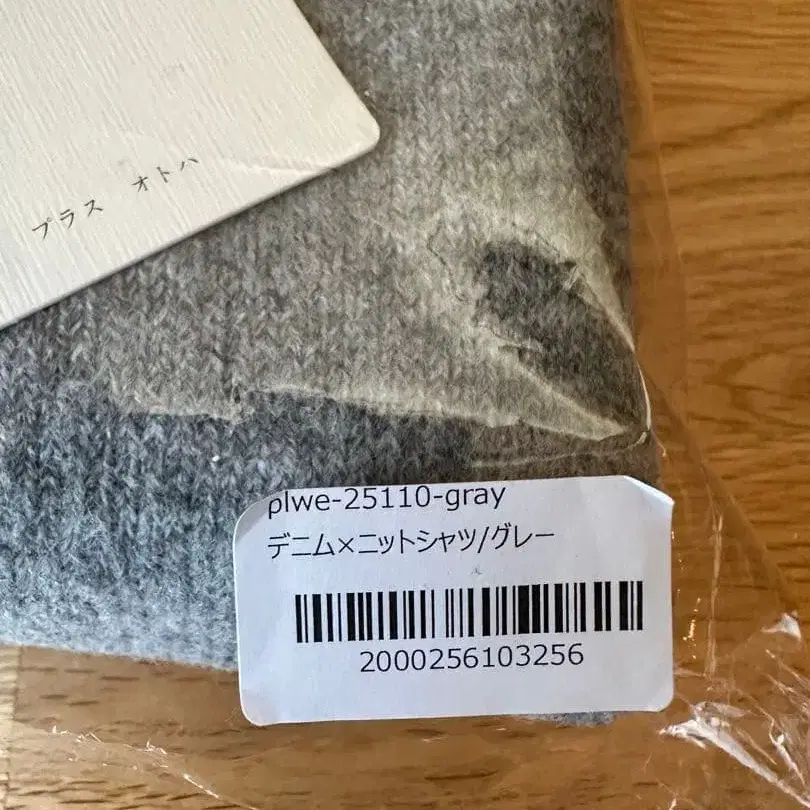 プラス オトハ
plwe-25110-gray
デニム×ニットシャツ/グレー
2000256103256